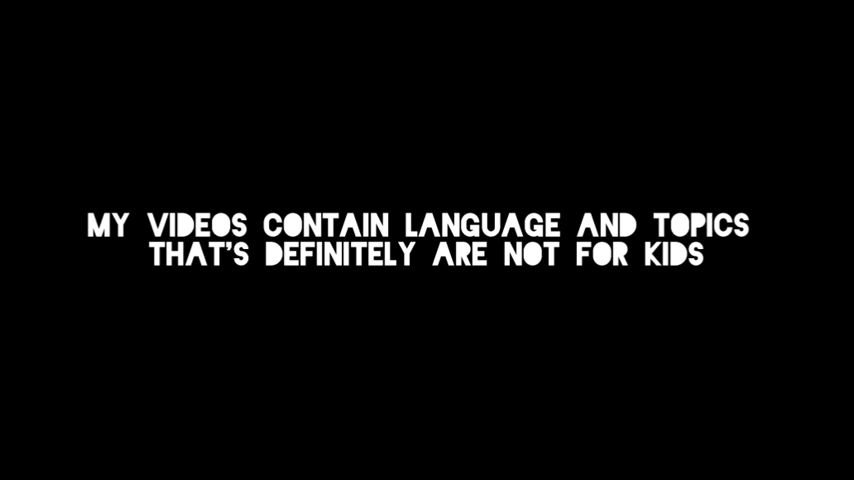 MY VIDEOS CONTAIN LANGUAGE AND TOPICS
THAT'S DEFINITELY ARE NOT FOR KIDS